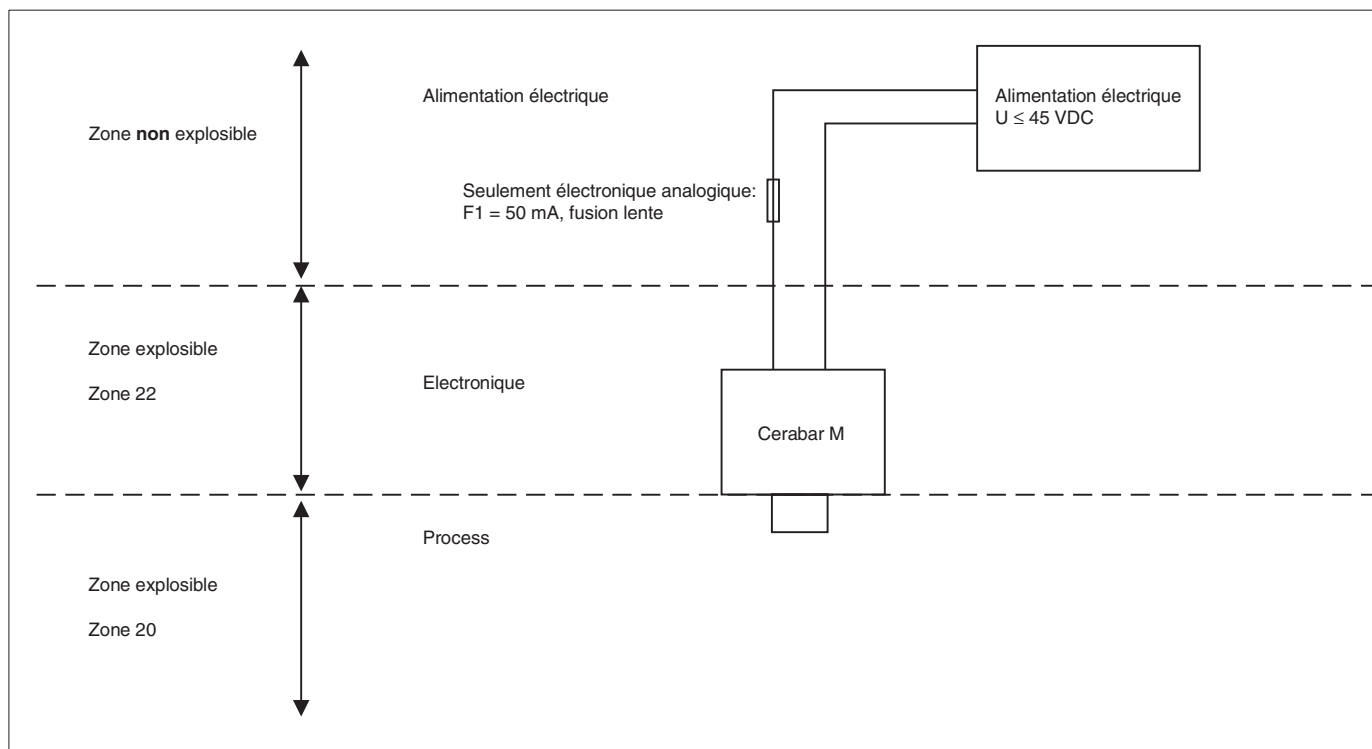 Alimentation électrique
Alimentation électrique
U ≤ 45 VDC
Zone non explosible
Seulement électronique analogique:
F1 = 50 mA, fusion lente
Zone explosible
Zone 22
Electronique
Cerabar M
Process
Zone explosible
Zone 20